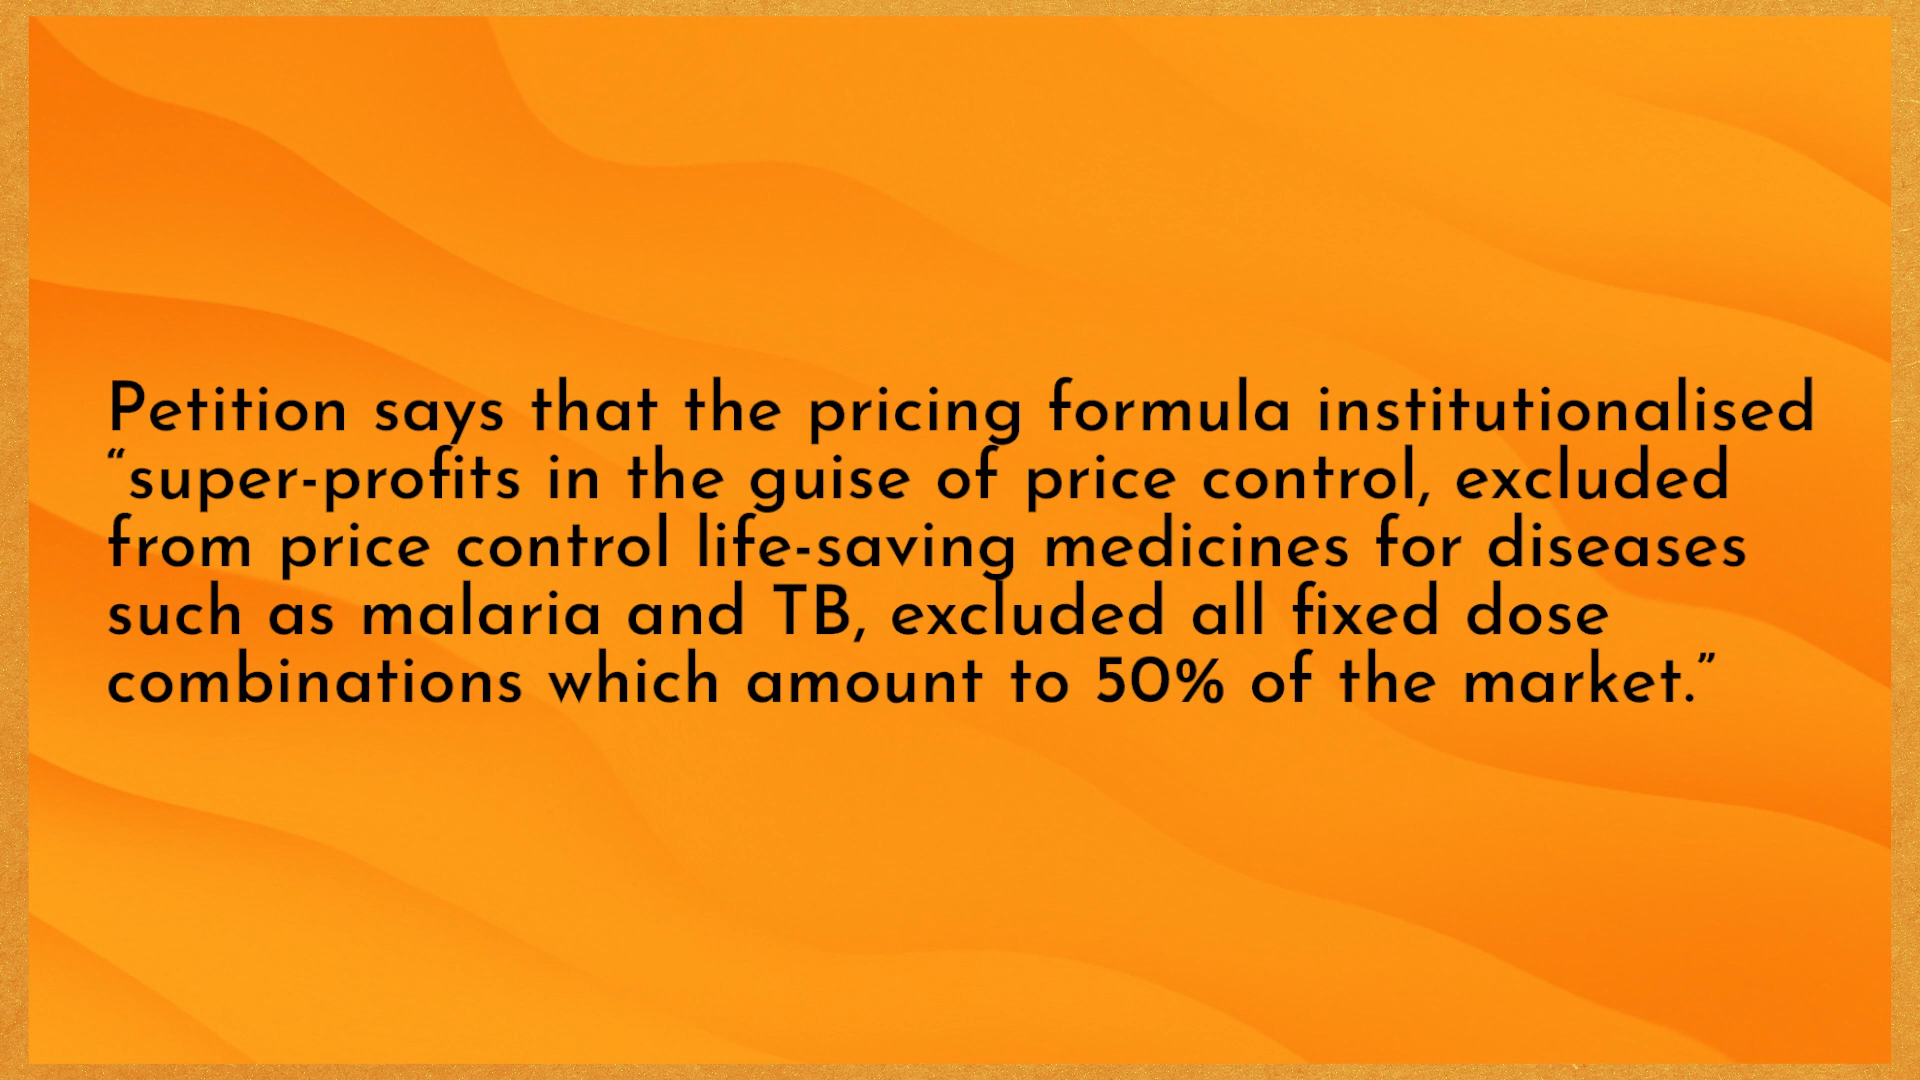 Petition says that the pricing formula institutionalised
“super-profits in the guise of price control, excluded
from price control life-saving medicines for diseases
such as malaria and TB, excluded all fixed dose
combinations which amount to 50% of the market.”